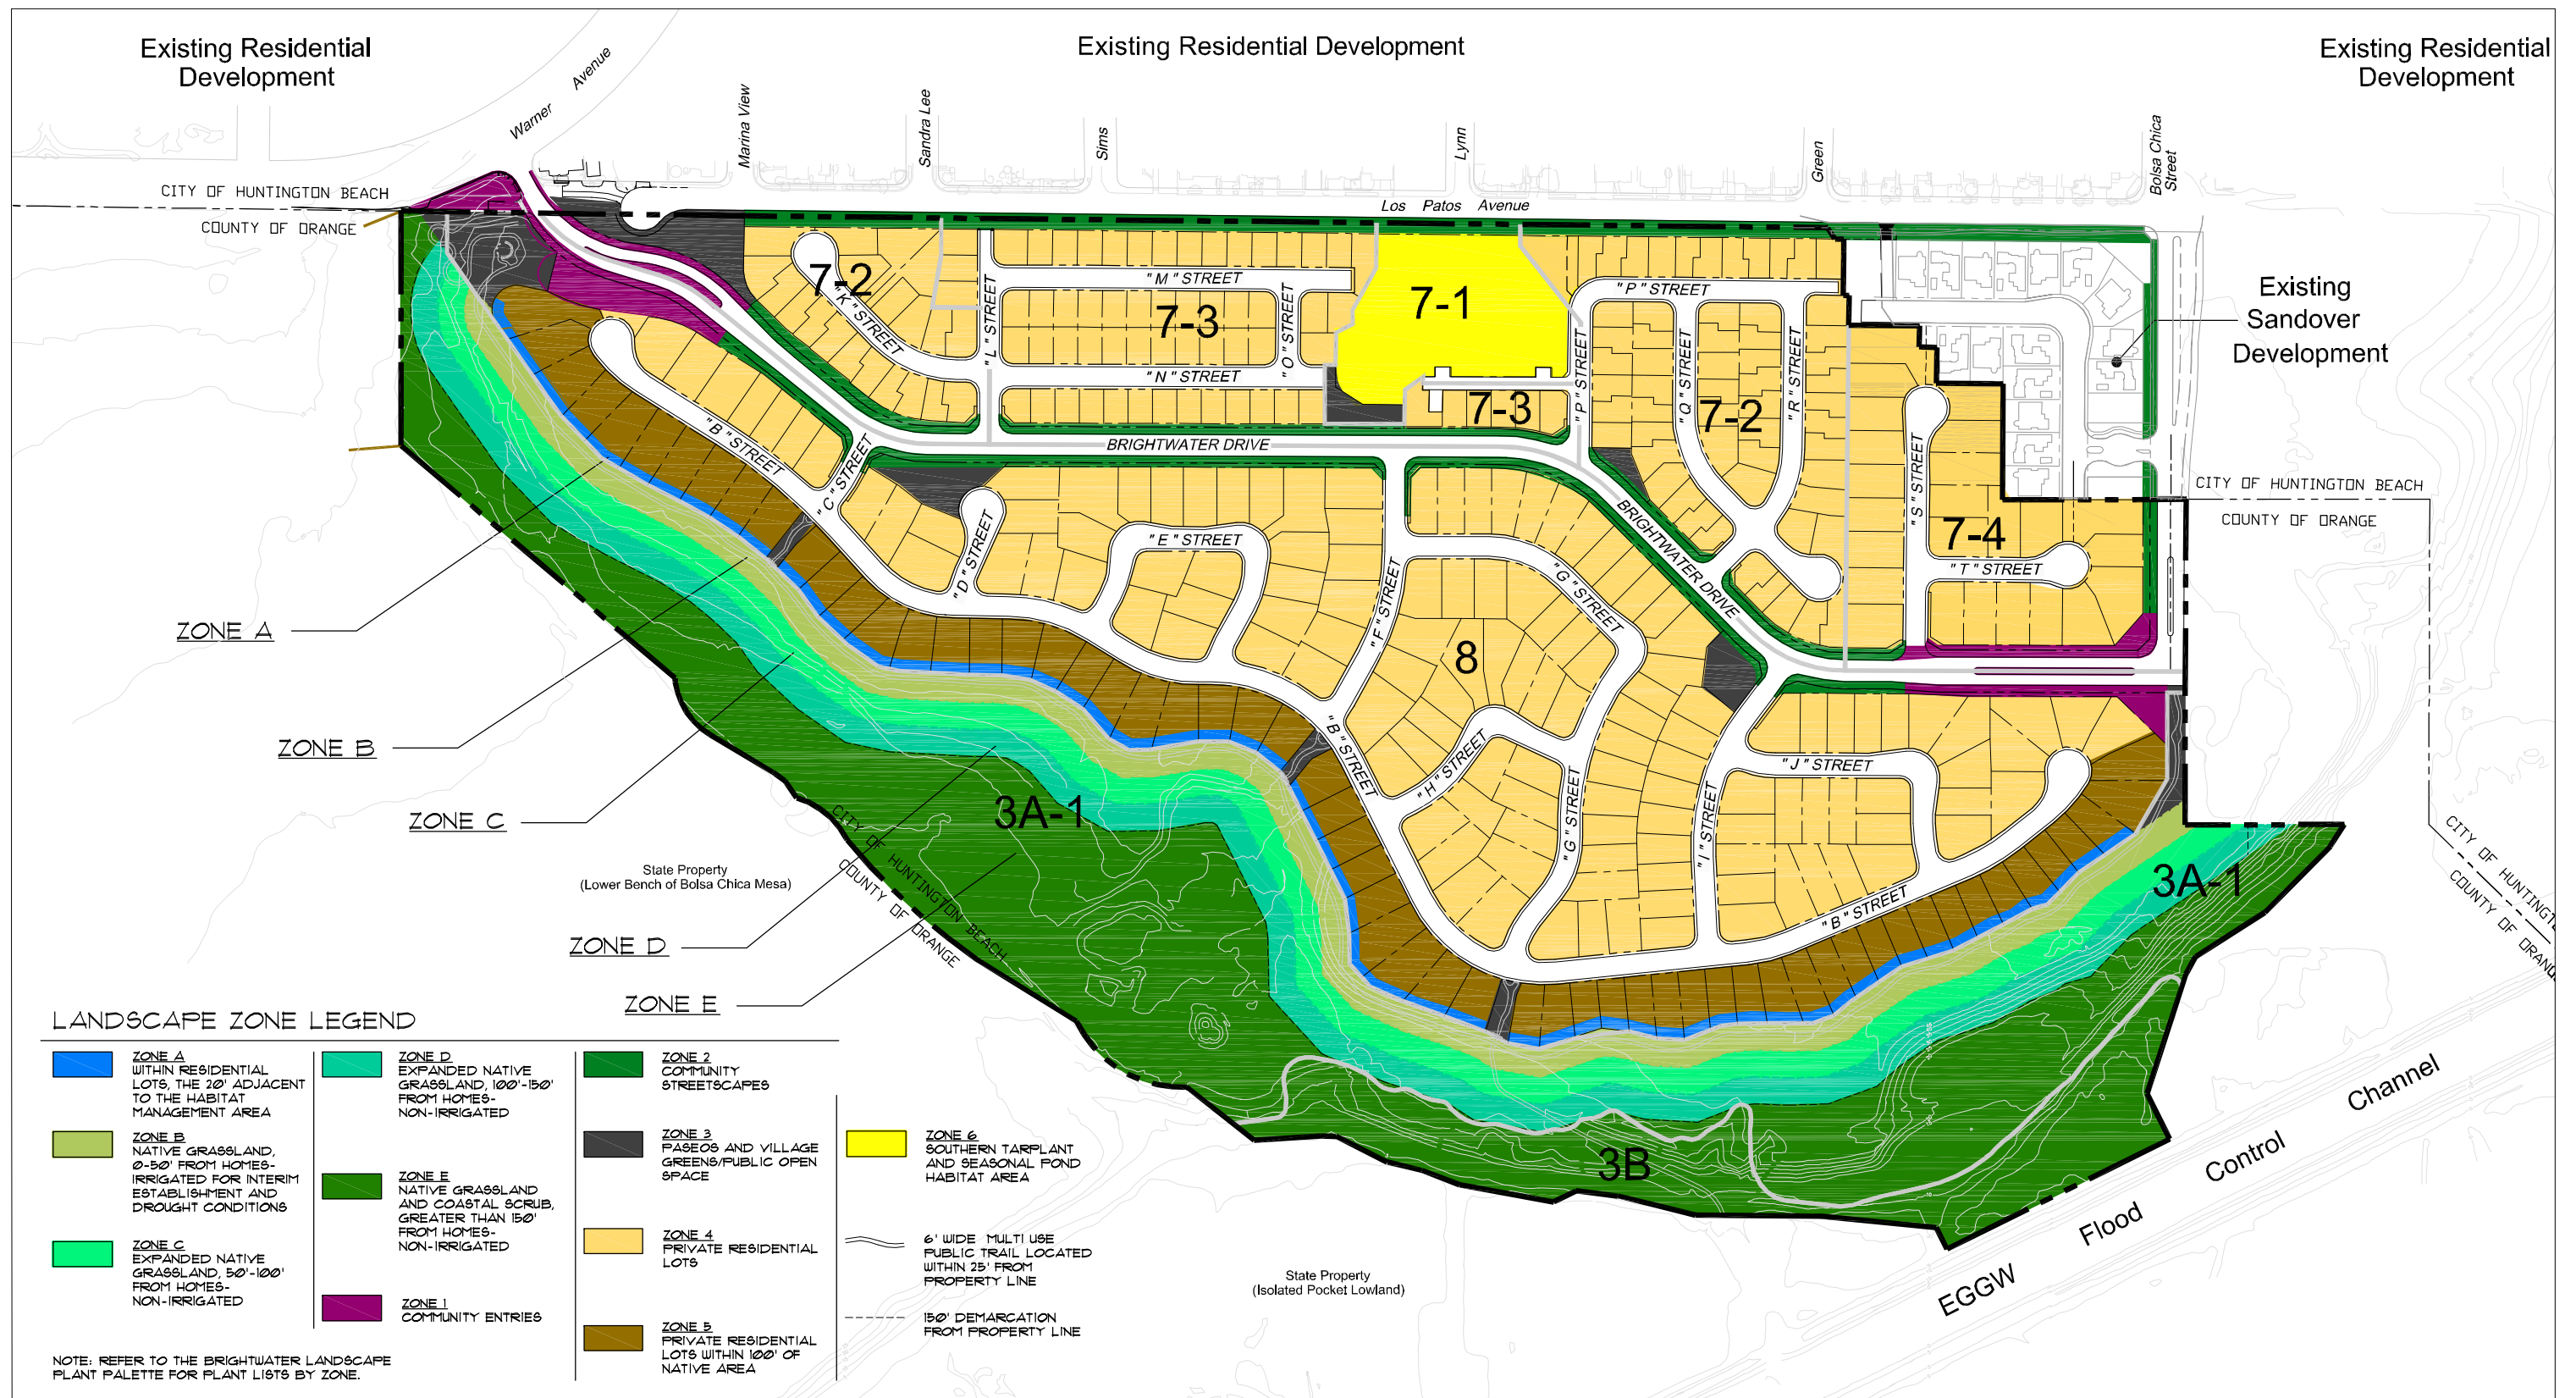 Existing Residential
Development
Existing Residential Development
Existing Residential
Development
Warner Avenue
Marina View
Sandra Lee
Sims
Lynn
Green
Bolsa Chica
Street
CITY OF HUNTINGTON BEACH
COUNTY OF ORANGE
Los Patos Avenue
7-2
"K" STREET
"L" STREET
"M" STREET
7-3
"O" STREET
"N" STREET
7-1
7-3
"P" STREET
"P" STREET
"Q" STREET
7-2
"R" STREET
Existing
Sandover
Development
"S" STREET
7-4
"T" STREET
CITY OF HUNTINGTON BEACH
COUNTY OF ORANGE
"B" STREET
"C" STREET
BRIGHTWATER DRIVE
BRIGHTWATER DRIVE
"D" STREET
"E" STREET
"F" STREET
"G" STREET
8
"B" STREET
"H" STREET
"G" STREET
"I" STREET
"J" STREET
"B" STREET
ZONE A
ZONE B
ZONE C
ZONE D
ZONE E
3A-1
3A-1
3B
CITY OF HUNTINGTON BEACH
COUNTY OF ORANGE
State Property
(Lower Bench of Bolsa Chica Mesa)
CITY OF HUNTINGT
COUNTY OF ORANG
State Property
(Isolated Pocket Lowland)
EGGW Flood Control Channel
LANDSCAPE ZONE LEGEND
ZONE A
WITHIN RESIDENTIAL
LOTS, THE 20' ADJACENT
TO THE HABITAT
MANAGEMENT AREA
ZONE B
NATIVE GRASSLAND,
0-50' FROM HOMES-
IRRIGATED FOR INTERIM
ESTABLISHMENT AND
DROUGHT CONDITIONS
ZONE C
EXPANDED NATIVE
GRASSLAND, 50'-100'
FROM HOMES-
NON-IRRIGATED
ZONE D
EXPANDED NATIVE
GRASSLAND, 100'-150'
FROM HOMES-
NON-IRRIGATED
ZONE E
NATIVE GRASSLAND
AND COASTAL SCRUB,
GREATER THAN 150'
FROM HOMES-
NON-IRRIGATED
ZONE 1
COMMUNITY ENTRIES
ZONE 2
COMMUNITY
STREETSCAPES
ZONE 3
PASEOS AND VILLAGE
GREENS/PUBLIC OPEN
SPACE
ZONE 4
PRIVATE RESIDENTIAL
LOTS
ZONE 5
PRIVATE RESIDENTIAL
LOTS WITHIN 100' OF
NATIVE AREA
ZONE 6
SOUTHERN TARPLANT
AND SEASONAL POND
HABITAT AREA
6' WIDE MULTI USE
PUBLIC TRAIL LOCATED
WITHIN 25' FROM
PROPERTY LINE
150' DEMARCATION
FROM PROPERTY LINE
NOTE: REFER TO THE BRIGHTWATER LANDSCAPE
PLANT PALETTE FOR PLANT LISTS BY ZONE.